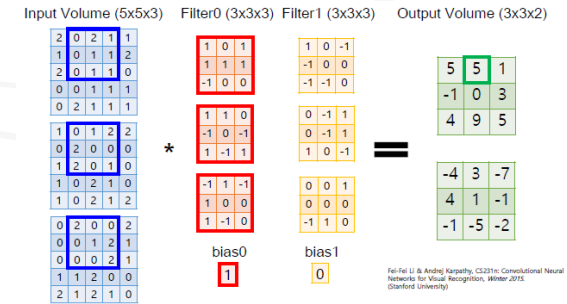 Input Volume (5x5x3) Filter0 (3x3x3) Filter1 (3x3x3) Output Volume (3x3x2)
2 0 2 1 1
1 0 1 1 2
2 0 1 1 0
0 0 1 1 1
0 2 1 1 1
1 0 1 2 2
0 2 0 0 0
1 2 0 1 0
1 0 2 1 0
1 0 2 1 2
0 2 0 0 2
0 0 1 2 1
0 0 0 2 1
1 1 2 0 0
2 1 2 1 0
*
1 0 1
1 1 1
-1 0 0
1 1 0
-1 0 -1
1 -1 1
-1 1 -1
1 0 0
1 -1 0
bias0
1
1 0 -1
-1 0 0
-1 -1 0
0 -1 1
0 -1 1
1 0 -1
0 0 1
1 0 0
1 1 0
bias1
0
=
5 5 1
-1 0 3
4 9 5
-4 3 -7
4 1 -1
-1 -5 -2
Fei-Fei Li & Andrej Karpathy, CS231n: Convolutional Neural
Networks for Visual Recognition, Winter 2015.
(Stanford University)